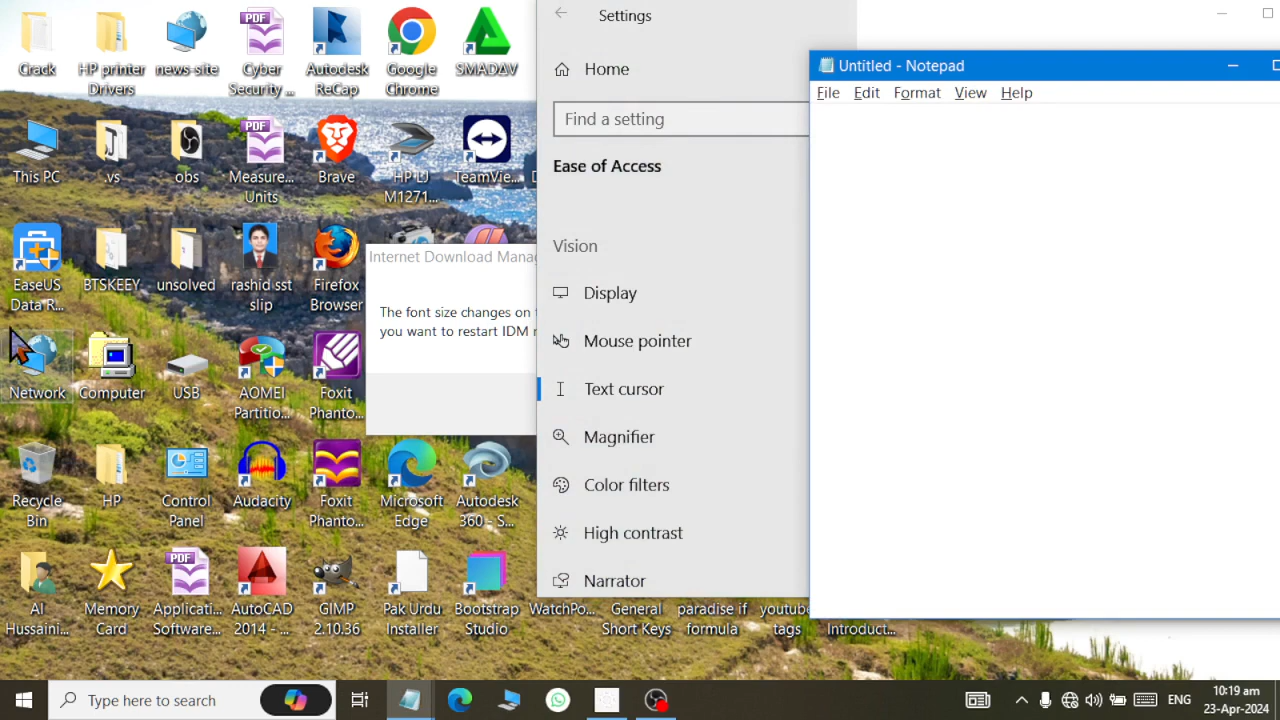 Crack
HP printer
Drivers
news-site
Cyber
Security ...
Autodesk
ReCap
Google
Chrome
SMADAV
This PC
.vs
obs
Measure...
Units
Brave
HP LJ
M1271...
TeamVie...
EaseUS
Data R...
BTSKEEY
unsolved
rashid sst
slip
Firefox
Browser
Network
Computer
USB
AOMEI
Partitio...
Foxit
Phanto...
Recycle
Bin
HP
Control
Panel
Audacity
Foxit
Phanto...
Microsoft
Edge
Autodesk
360 - S...
Al
Hussaini...
Memory
Card
Applicati...
Software...
AutoCAD
2014 - ...
GIMP
2.10.36
Pak Urdu
Installer
Bootstrap
Studio
WatchPo...
General
Short Keys
paradise if
formula
youtube
tags
Introduct...
PDF
PDF
PDF
Internet Download Mana
The font size changes on
you want to restart IDM
Settings
Home
Find a setting
Ease of Access
Vision
Display
Mouse pointer
Text cursor
Magnifier
Color filters
High contrast
Narrator
Untitled - Notepad
File Edit Format View Help
Type here to search
ENG
10:19 am
23-Apr-2024